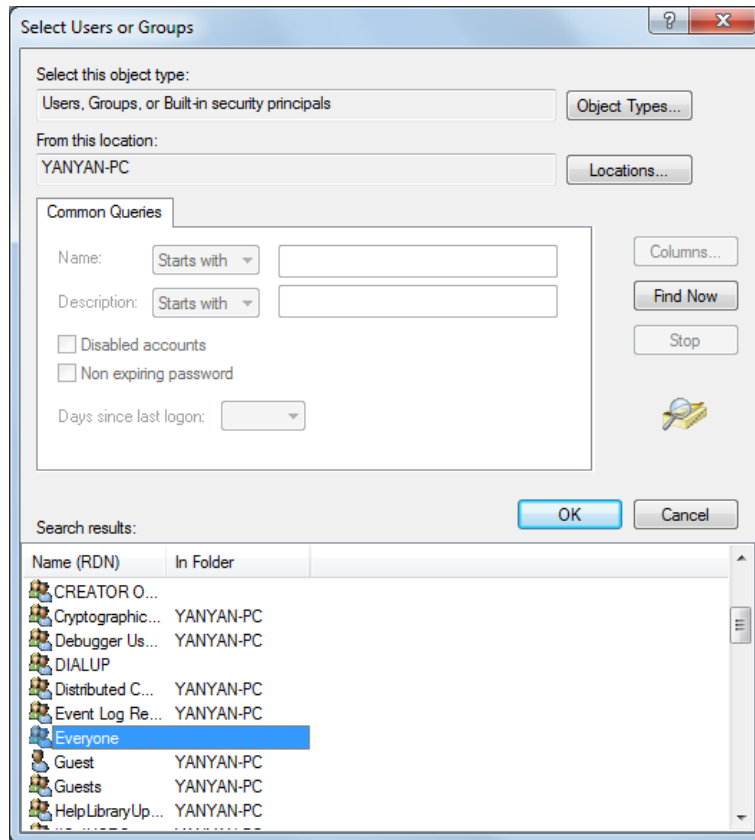 Select Users or Groups
Select this object type:
Users, Groups, or Built-in security principals
Object Types...
From this location:
YANYAN-PC
Locations...
Common Queries
Name:
Starts with
Columns...
Description:
Starts with
Find Now
Disabled accounts
Stop
Non expiring password
Days since last logon:
OK
Cancel
Search results:
Name (RDN) In Folder
CREATOR O...
Cryptographic... YANYAN-PC
Debugger Us... YANYAN-PC
DIALUP
Distributed C... YANYAN-PC
Event Log Re... YANYAN-PC
Everyone
Guest YANYAN-PC
Guests YANYAN-PC
HelpLibraryUp... YANYAN-PC